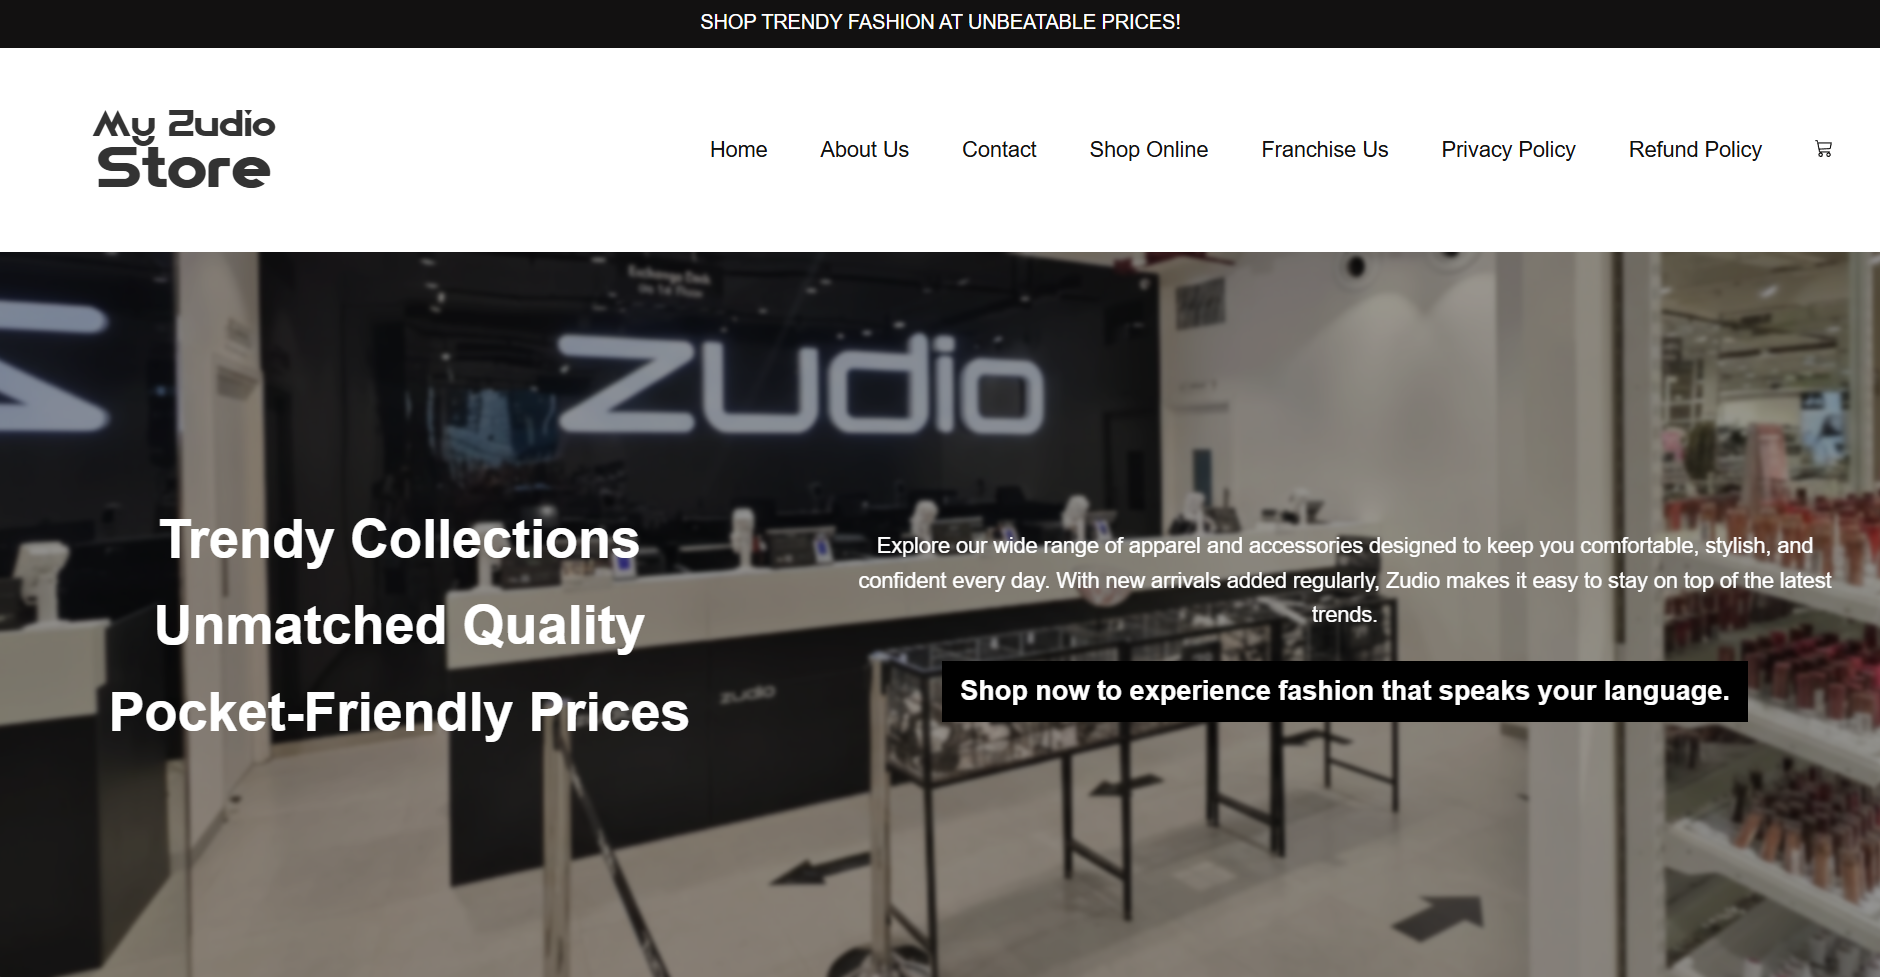 SHOP TRENDY FASHION AT UNBEATABLE PRICES!
My Zudio
Store
Home About Us Contact Shop Online Franchise Us Privacy Policy Refund Policy
Exchange Desk
zudio
Trendy Collections
Unmatched Quality
Pocket-Friendly Prices
Explore our wide range of apparel and accessories designed to keep you comfortable, stylish, and
confident every day. With new arrivals added regularly, Zudio makes it easy to stay on top of the latest
trends.
Shop now to experience fashion that speaks your language.
zudio